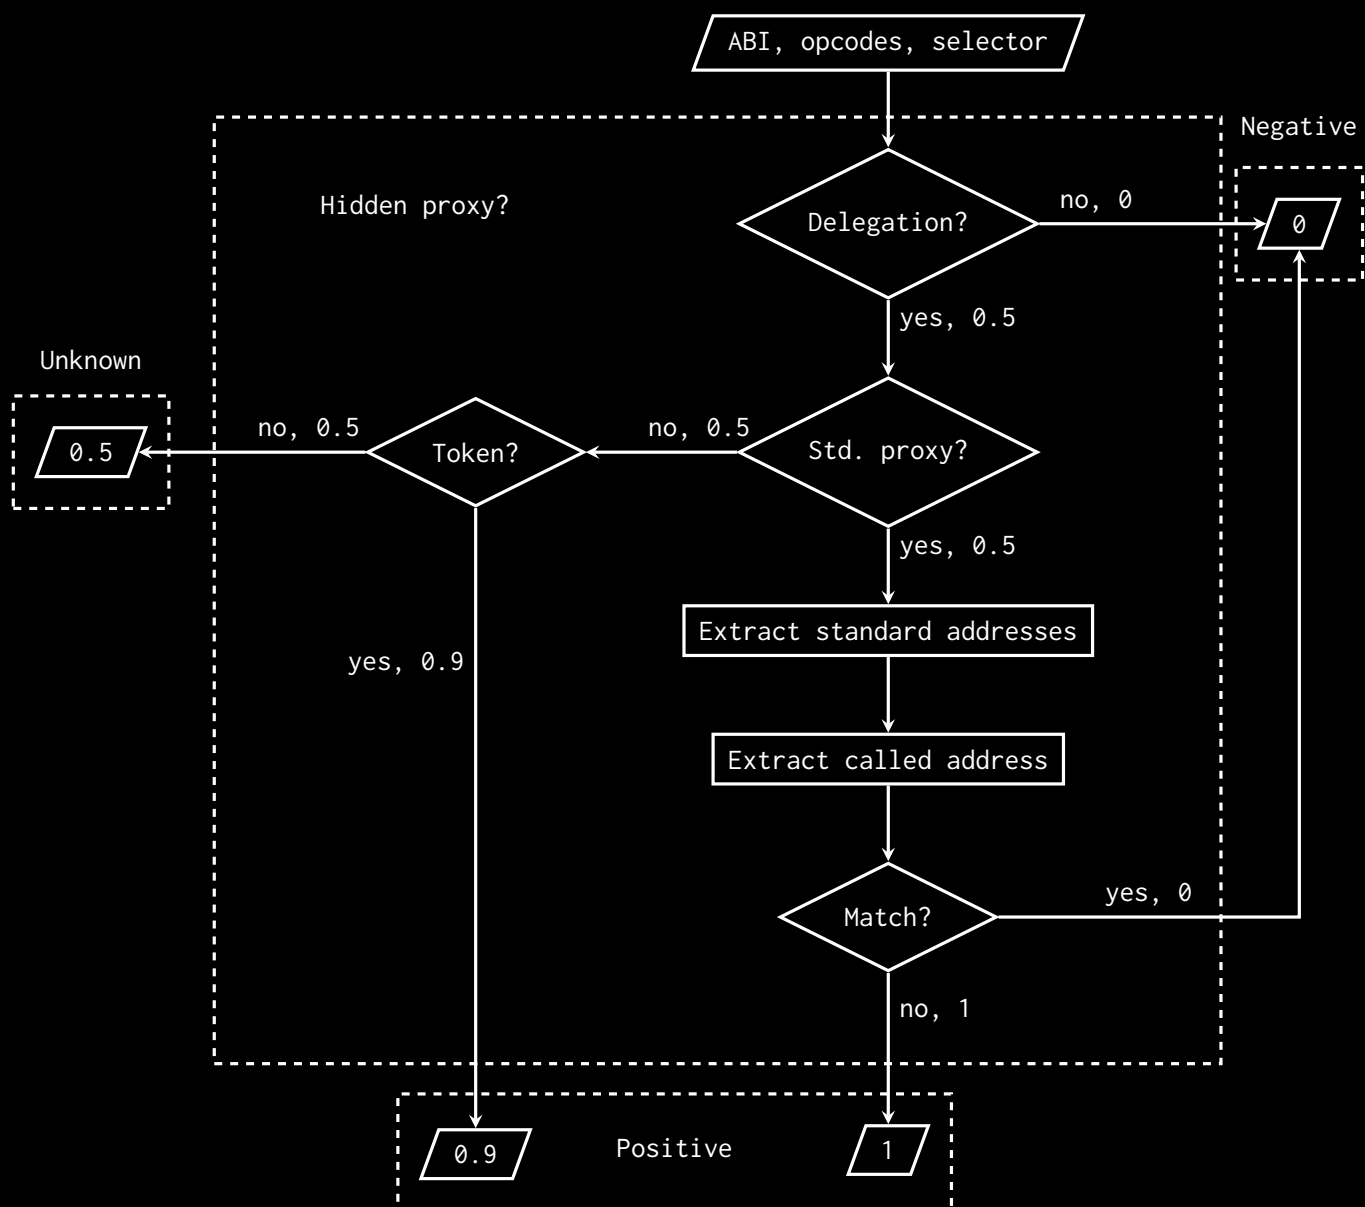 ABI, opcodes, selector
Negative
Hidden proxy?
Delegation?
no, 0
0
yes, 0.5
Unknown
0.5
no, 0.5
Token?
no, 0.5
Std. proxy?
yes, 0.5
Extract standard addresses
yes, 0.9
Extract called address
Match?
yes, 0
no, 1
0.9
Positive
1